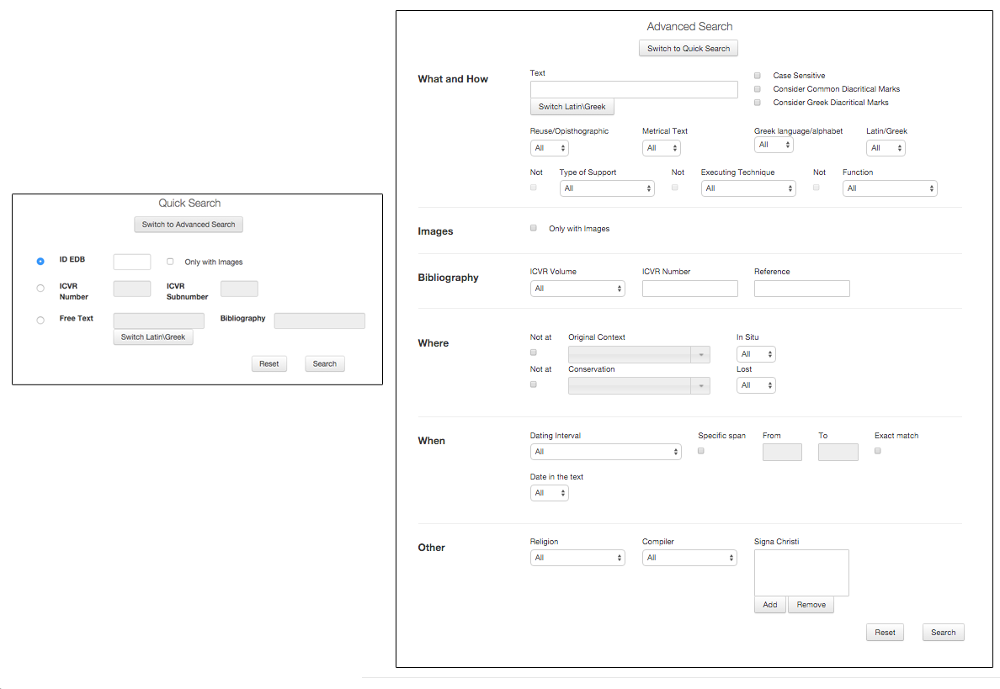 Quick Search
Switch to Advanced Search
ID EDB
Only with Images
ICVR
Number
ICVR
Subnumber
Free Text
Bibliography
Switch Latin\Greek
Reset
Search
Advanced Search
Switch to Quick Search
What and How
Text
Switch Latin\Greek
Case Sensitive
Consider Common Diacritical Marks
Consider Greek Diacritical Marks
Reuse/Opisthographic
Metrical Text
Greek language/alphabet
Latin/Greek
All
All
All
All
Not
Type of Support
Not
Executing Technique
Not
Function
All
All
All
Images
Only with Images
Bibliography
ICVR Volume
ICVR Number
Reference
All
Where
Not at
Original Context
In Situ
All
Not at
Conservation
Lost
All
When
Dating Interval
Specific span
From
To
Exact match
All
Date in the text
All
Other
Religion
Compiler
Signa Christi
All
All
Add
Remove
Reset
Search